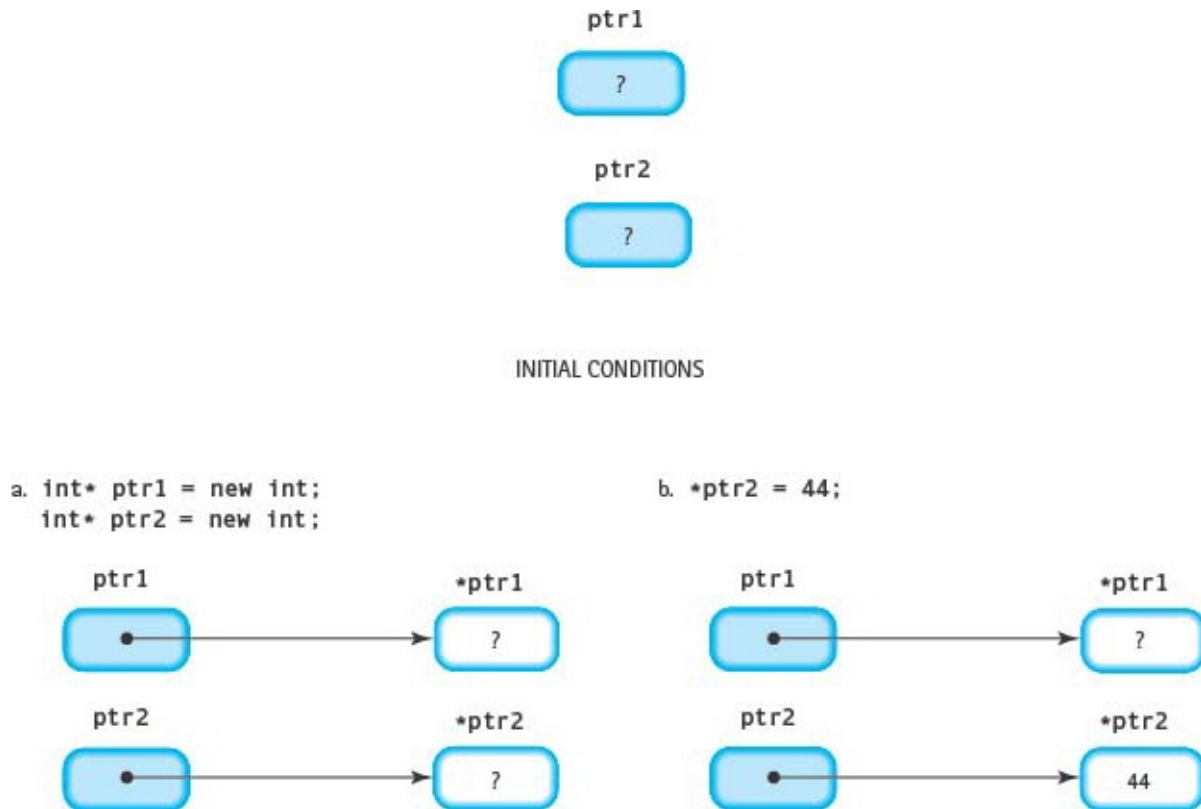 ptr1
?
ptr2
?
INITIAL CONDITIONS
a. int* ptr1 = new int;
int* ptr2 = new int;
ptr1
*ptr1
?
ptr2
*ptr2
?
b. *ptr2 = 44;
ptr1
*ptr1
?
ptr2
*ptr2
44